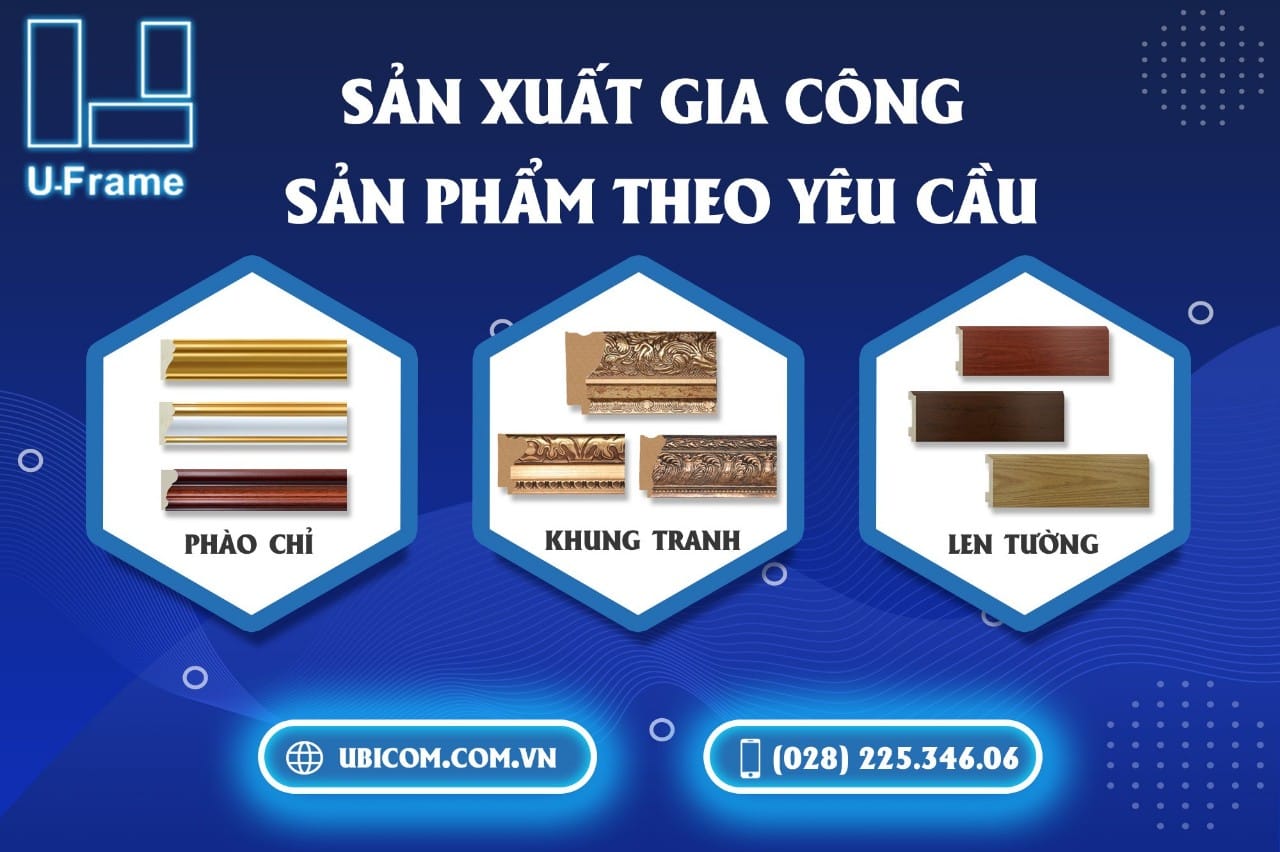 U-Frame
SẢN XUẤT GIA CÔNG
SẢN PHẨM THEO YÊU CẦU
PHÀO CHỈ
KHUNG TRANH
LEN TƯỜNG
UBICOM.COM.VN
(028) 225.346.06